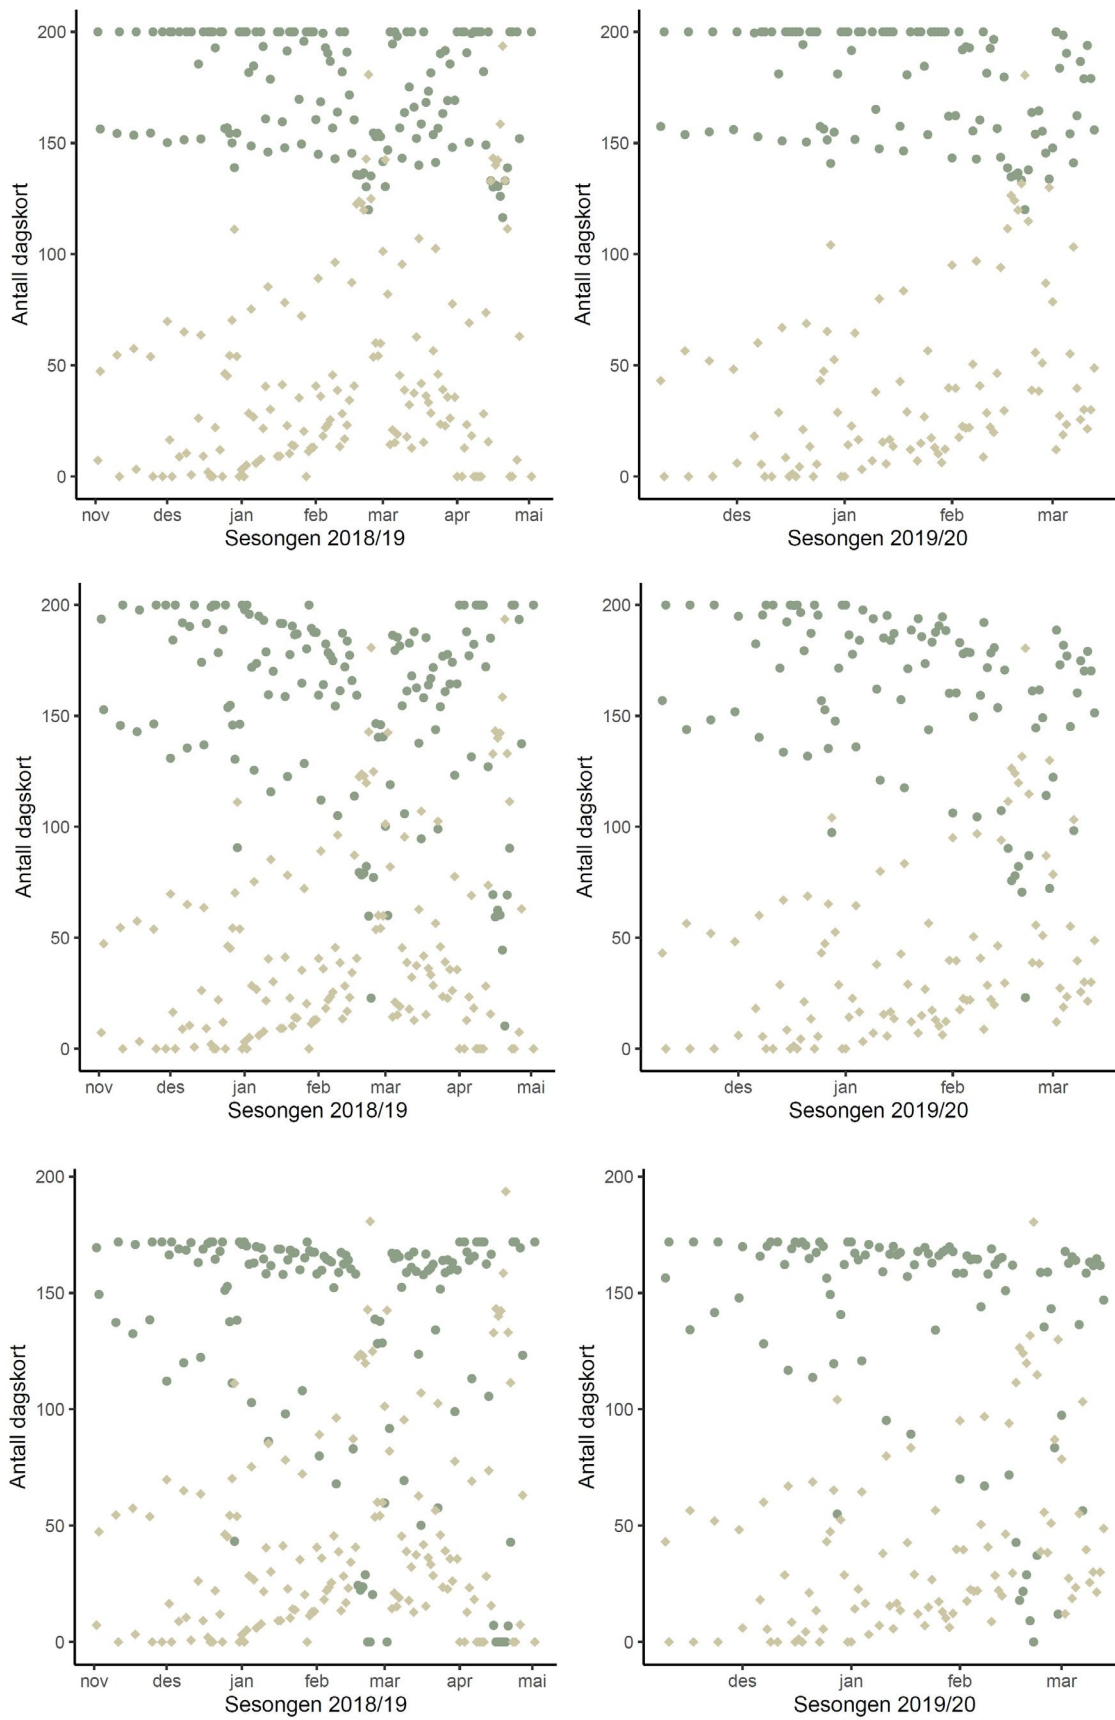 200
150
100
50
0
Antall dagskort
nov des jan feb mar apr mai
Sesongen 2018/19
200
150
100
50
0
Antall dagskort
des jan feb mar
Sesongen 2019/20
200
150
100
50
0
Antall dagskort
nov des jan feb mar apr mai
Sesongen 2018/19
200
150
100
50
0
Antall dagskort
des jan feb mar
Sesongen 2019/20
200
150
100
50
0
Antall dagskort
nov des jan feb mar apr mai
Sesongen 2018/19
200
150
100
50
0
Antall dagskort
des jan feb mar
Sesongen 2019/20